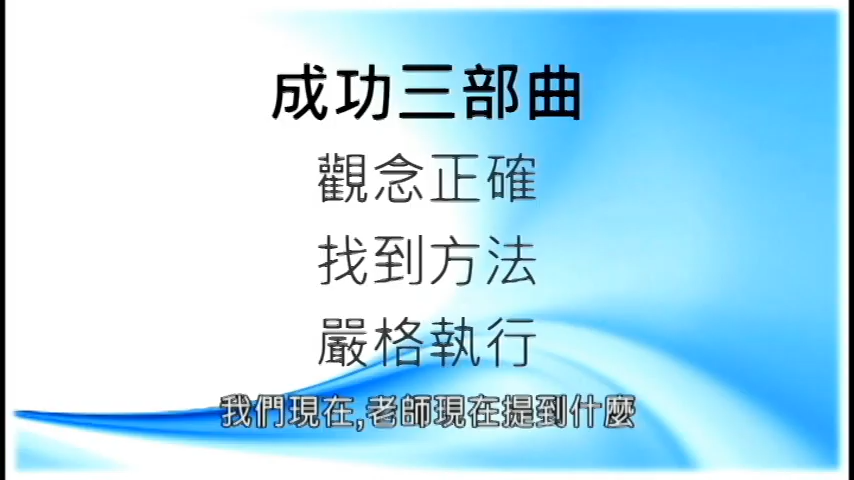 成功三部曲
觀念正確
找到方法
嚴格執行
我們現在,老師現在提到什麼